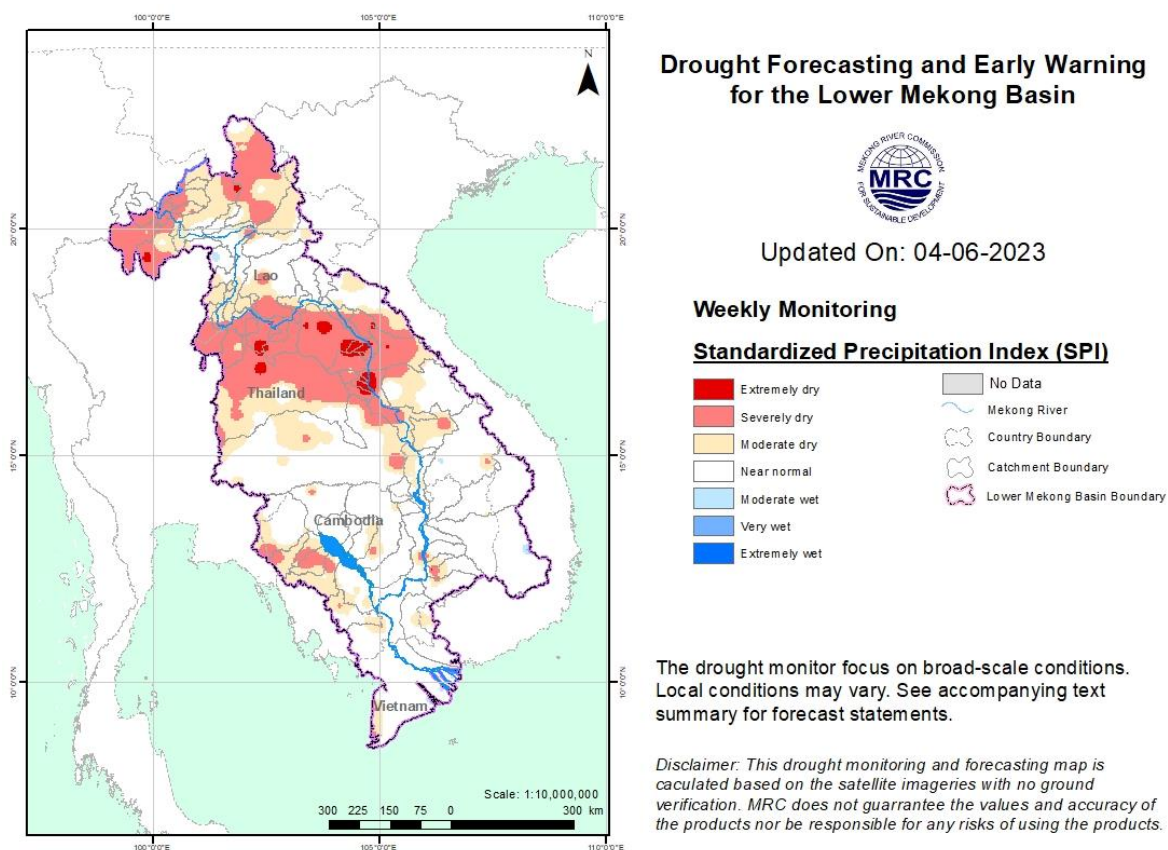 100°0'0"E
105°0'0"E
110°0'0"E
N
20°0'0"N
20°0'0"N
15°0'0"N
15°0'0"N
10°0'0"N
10°0'0"N
Lao
Thailand
Cambodia
Vietnam
Scale: 1:10,000,000
300 225 150 75 0 300 km
100°0'0"E
105°0'0"E
110°0'0"E
Drought Forecasting and Early Warning
for the Lower Mekong Basin
MEKONG RIVER COMMISSION
MRC
FOR SUSTAINABLE DEVELOPMENT
Updated On: 04-06-2023
Weekly Monitoring
Standardized Precipitation Index (SPI)
Extremely dry
Severely dry
Moderate dry
Near normal
Moderate wet
Very wet
Extremely wet
No Data
Mekong River
Country Boundary
Catchment Boundary
Lower Mekong Basin Boundary
The drought monitor focus on broad-scale conditions.
Local conditions may vary. See accompanying text
summary for forecast statements.
Disclaimer: This drought monitoring and forecasting map is
caculated based on the satellite imageries with no ground
verification. MRC does not guarrantee the values and accuracy of
the products nor be responsible for any risks of using the products.